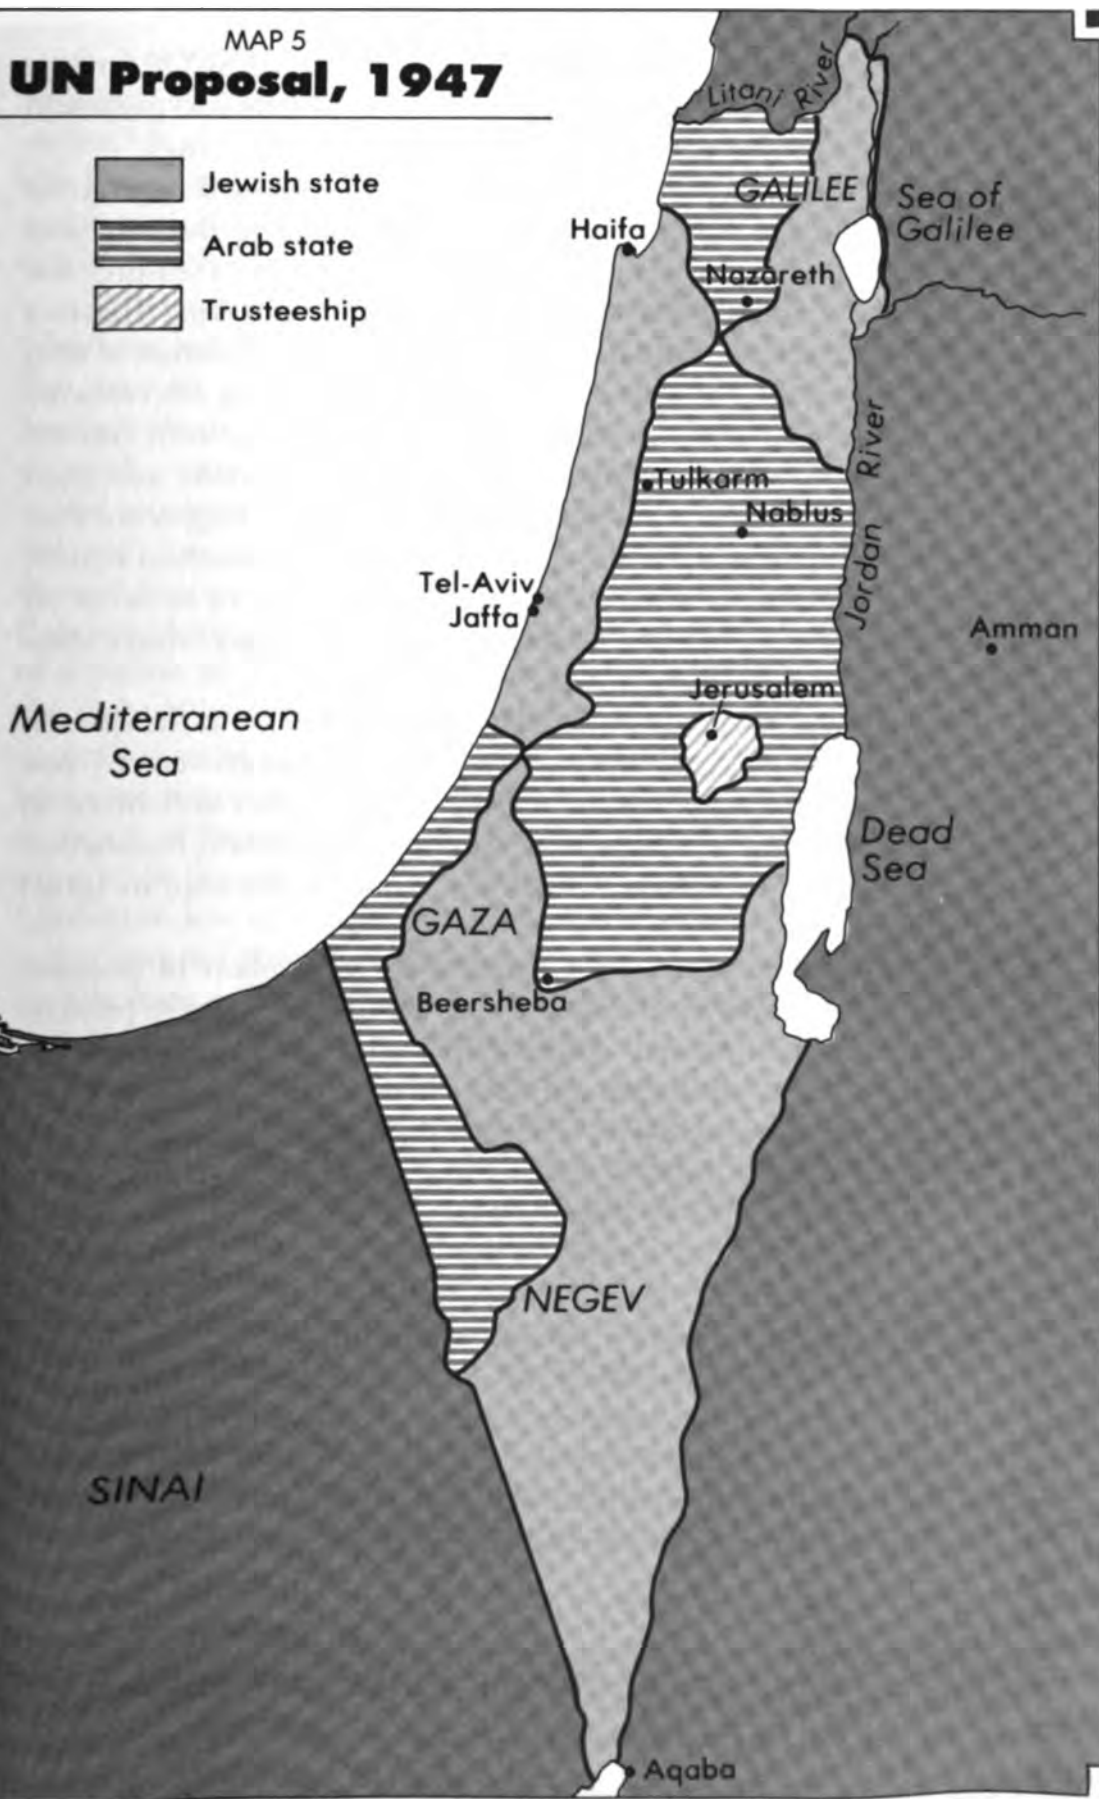 MAP 5
UN Proposal, 1947
Jewish state
Arab state
Trusteeship
Litani River
GALILEE
Sea of
Galilee
Haifa
Nazareth
Tulkarm
Nablus
Jordan River
Tel-Aviv
Jaffa
Amman
Jerusalem
Mediterranean
Sea
Dead
Sea
GAZA
Beersheba
NEGEV
SINAI
Aqaba